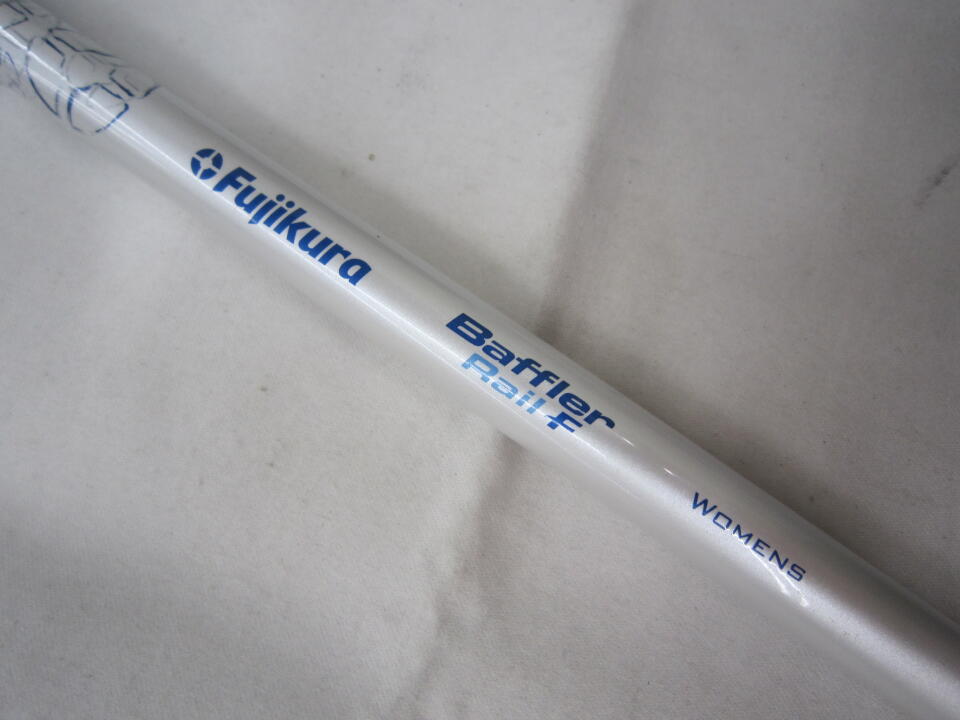 Fujikura
Baffler
Rail-F
WOMENS